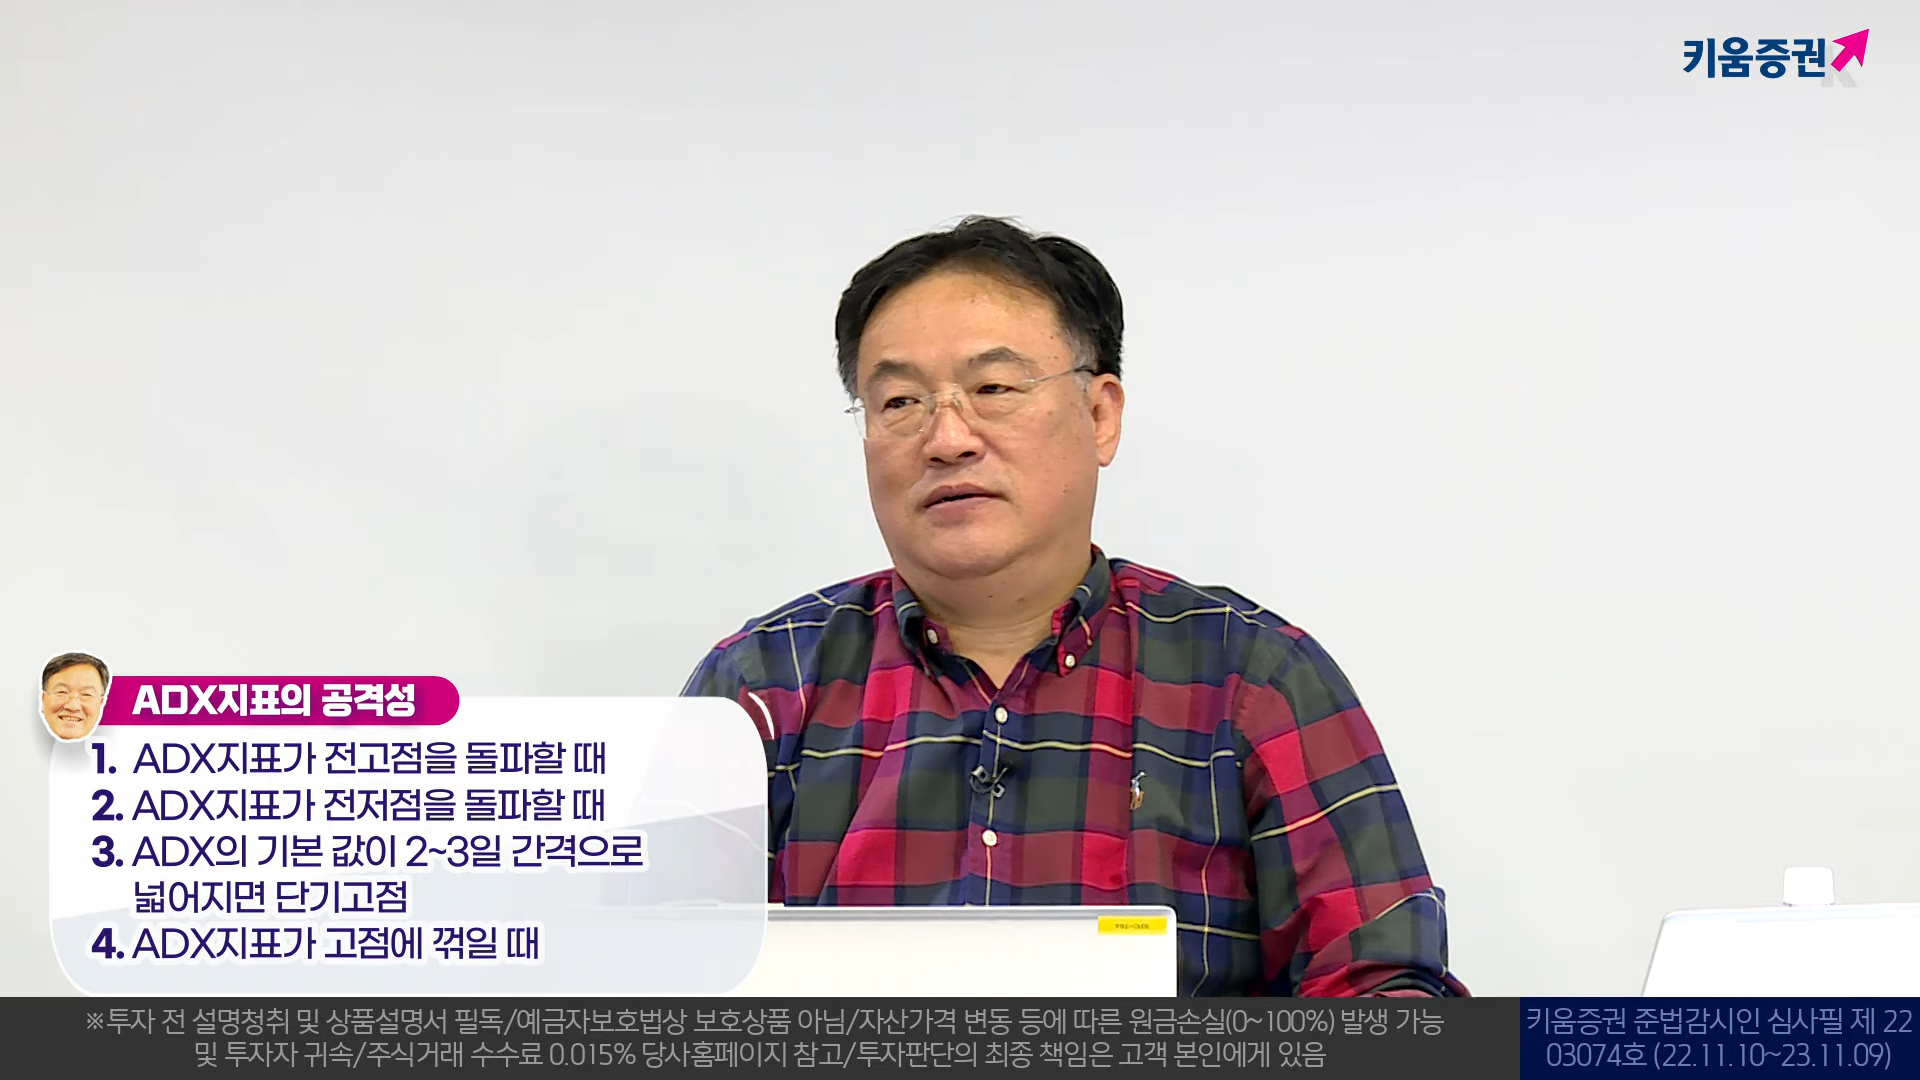 키움증권
ADX지표의 공격성
1. ADX지표가 전고점을 돌파할 때
2. ADX지표가 전저점을 돌파할 때
3. ADX의 기본 값이 2~3일 간격으로
넓어지면 단기고점
4. ADX지표가 고점에 꺾일 때
※투자 전 설명청취 및 상품설명서 필독/예금자보호법상 보호상품 아님/자산가격 변동 등에 따른 원금손실(0~100%) 발생 가능
및 투자자 귀속/주식거래 수수료 0.015% 당사홈페이지 참고/투자판단의 최종 책임은 고객 본인에게 있음
키움증권 준법감시인 심사필 제 22
03074호 (22.11.10~23.11.09)